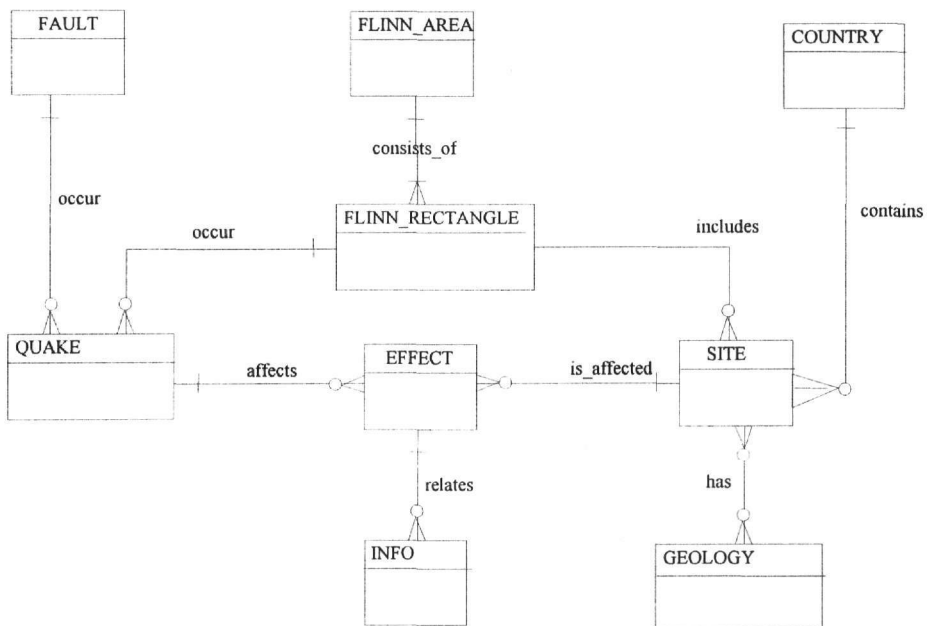 FAULT
FLINN_AREA
COUNTRY
consists_of
occur
contains
FLINN_RECTANGLE
occur
includes
QUAKE
EFFECT
SITE
affects
is_affected
relates
has
INFO
GEOLOGY